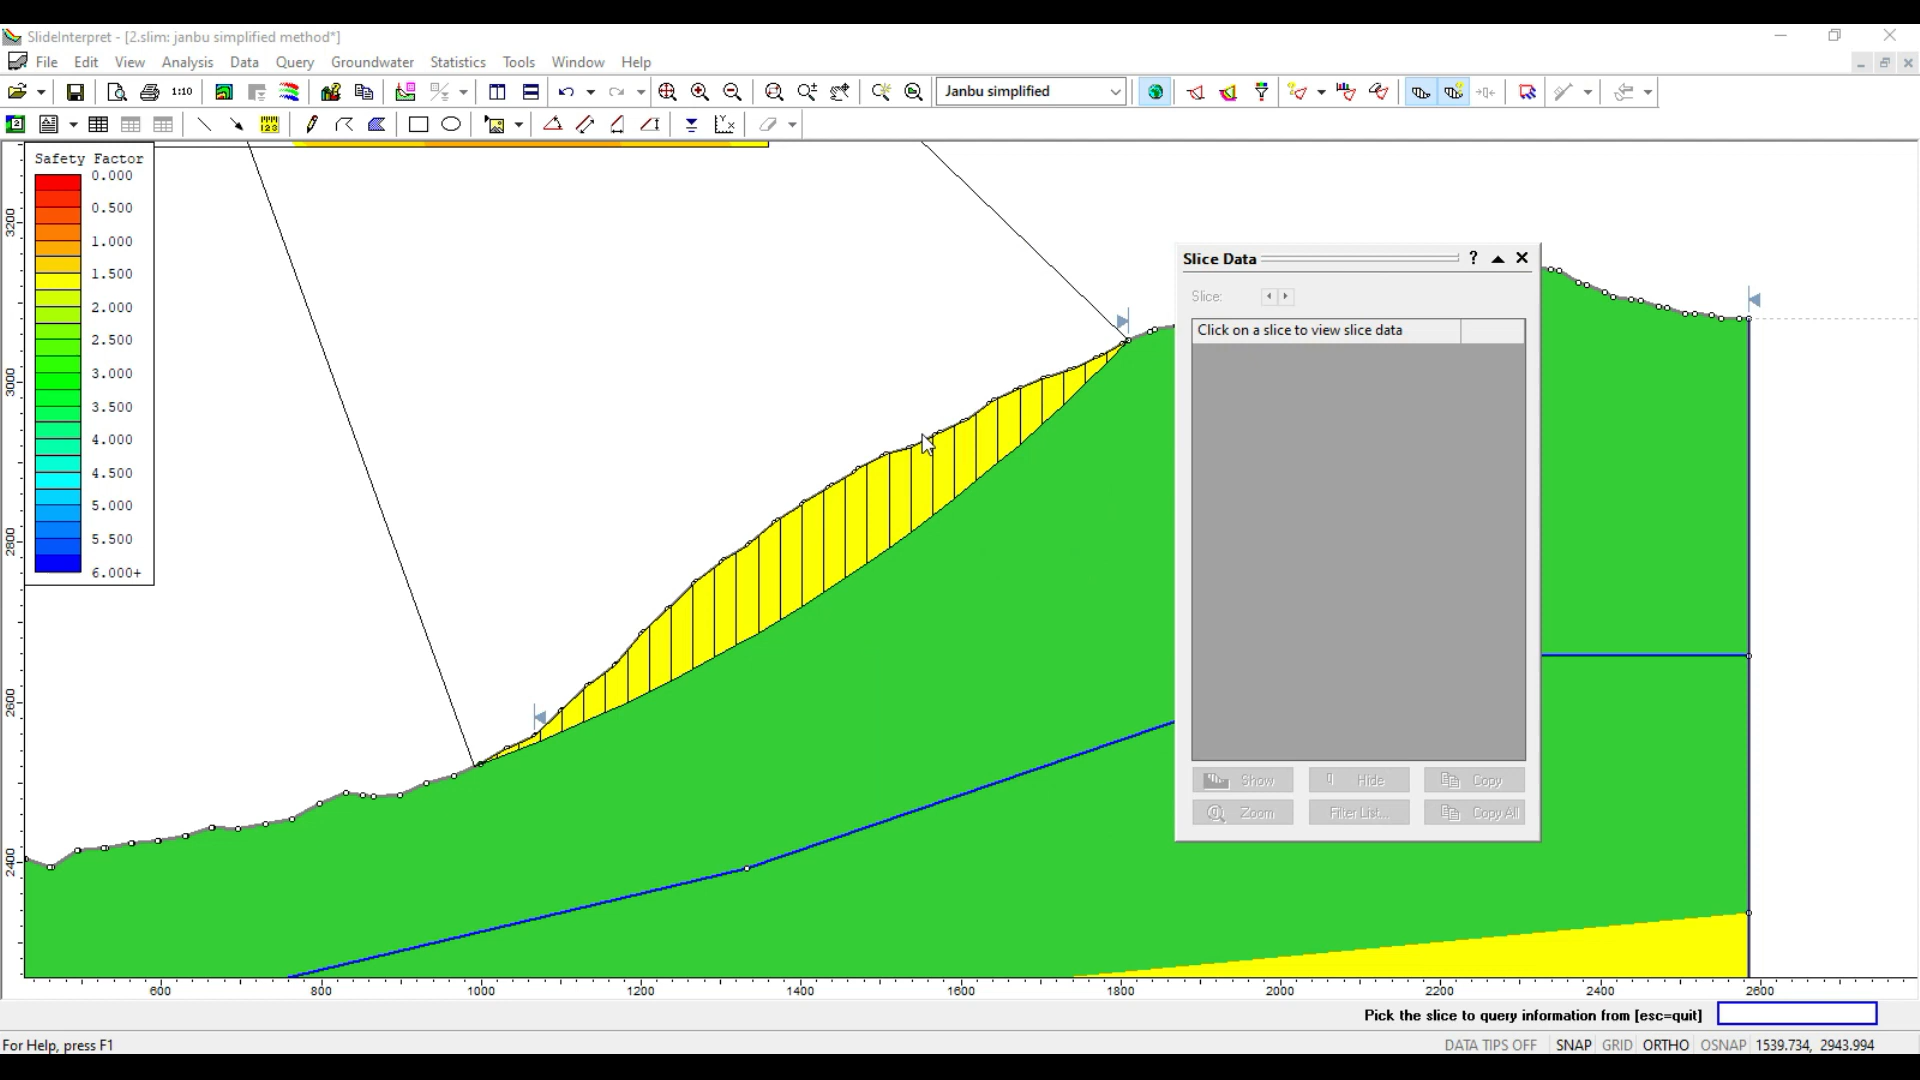 SlideInterpret - [2.slim: janbu simplified method*]
File Edit View Analysis Data Query Groundwater Statistics Tools Window Help
1:10 Janbu simplified
Safety Factor
0.000
0.500
1.000
1.500
2.000
2.500
3.000
3.500
4.000
4.500
5.000
5.500
6.000+
3200
3000
2800
2600
2400
Slice Data ?
Slice:
Click on a slice to view slice data
Show Hide Copy
Zoom Filter List... Copy All
600 800 1000 1200 1400 1600 1800 2000 2200 2400 2600
Pick the slice to query information from [esc=quit]
For Help, press F1 DATA TIPS OFF SNAP GRID ORTHO OSNAP 1539.734, 2943.994